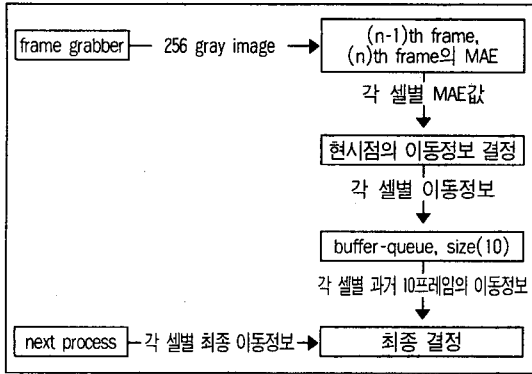 frame grabber
256 gray image
(n-1)th frame,
(n)th frame의 MAE
각 셀별 MAE값
현시점의 이동정보 결정
각 셀별 이동정보
buffer-queue, size(10)
각 셀별 과거 10프레임의 이동정보
next process
각 셀별 최종 이동정보
최종 결정